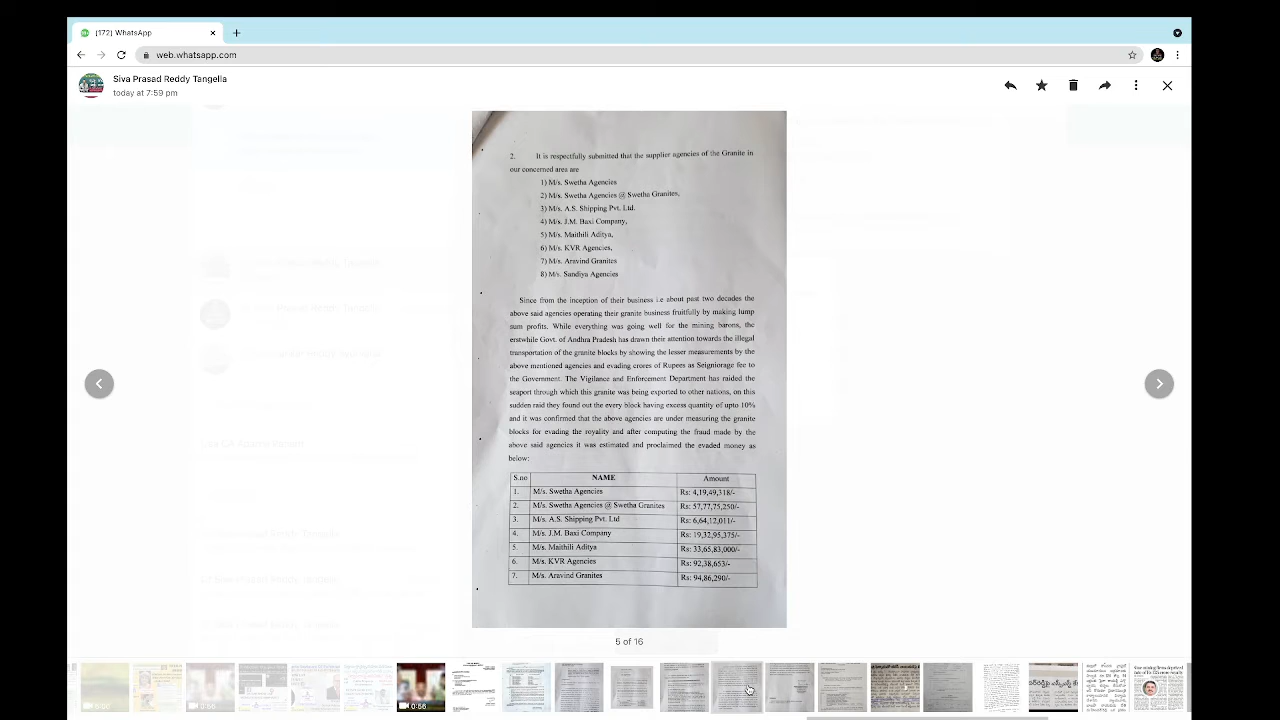 (172) WhatsApp
web.whatsapp.com
Siva Prasad Reddy Tangella
today at 7:59 pm
2. It is respectfully submitted that the supplier agencies of the Granite in
our concerned area are
1) M/s. Swetha Agencies
2) M/s. Swetha Agencies @ Swetha Granites,
3) M/s. A.S. Shipping Pvt. Ltd.
4) M/s. J.M. Baxi Company,
5) M/s. Maithili Aditya,
6) M/s. KVR Agencies,
7) M/s. Aravind Granites
8) M/s. Sandiya Agencies
Since from the inception of their business i.e about past two decades the
above said agencies operating their granite business fruitfully by making lump
sum profits. While everything was going well for the mining barons, the
erstwhile Govt. of Andhra Pradesh has drawn their attention towards the illegal
transportation of the granite blocks by showing the lesser measurements by the
above mentioned agencies and evading crores of Rupees as Seigniorage fee to
the Government. The Vigilance and Enforcement Department has raided the
seaport through which this granite was being exported to other nations, on this
sudden raid they found out the every block having excess quantity of upto 10%
and it was confirmed that the above agencies are under measuring the granite
blocks for evading the royality and after computing the fraud made by the
above said agencies it was estimated and proclaimed the evaded money as
below:
S.no NAME Amount
1. M/s. Swetha Agencies Rs: 4,19,49,318/-
2. M/s. Swetha Agencies @ Swetha Granites Rs: 57,77,75,250/-
3. M/s. A.S. Shipping Pvt. Ltd Rs: 6,64,12,011/-
4. M/s. J.M. Baxi Company Rs: 19,32,95,375/-
5. M/s. Maithili Aditya Rs: 33,65,83,000/-
6. M/s. KVR Agencies Rs: 92,38,653/-
7. M/s. Aravind Granites Rs: 94,86,290/-
5 of 16